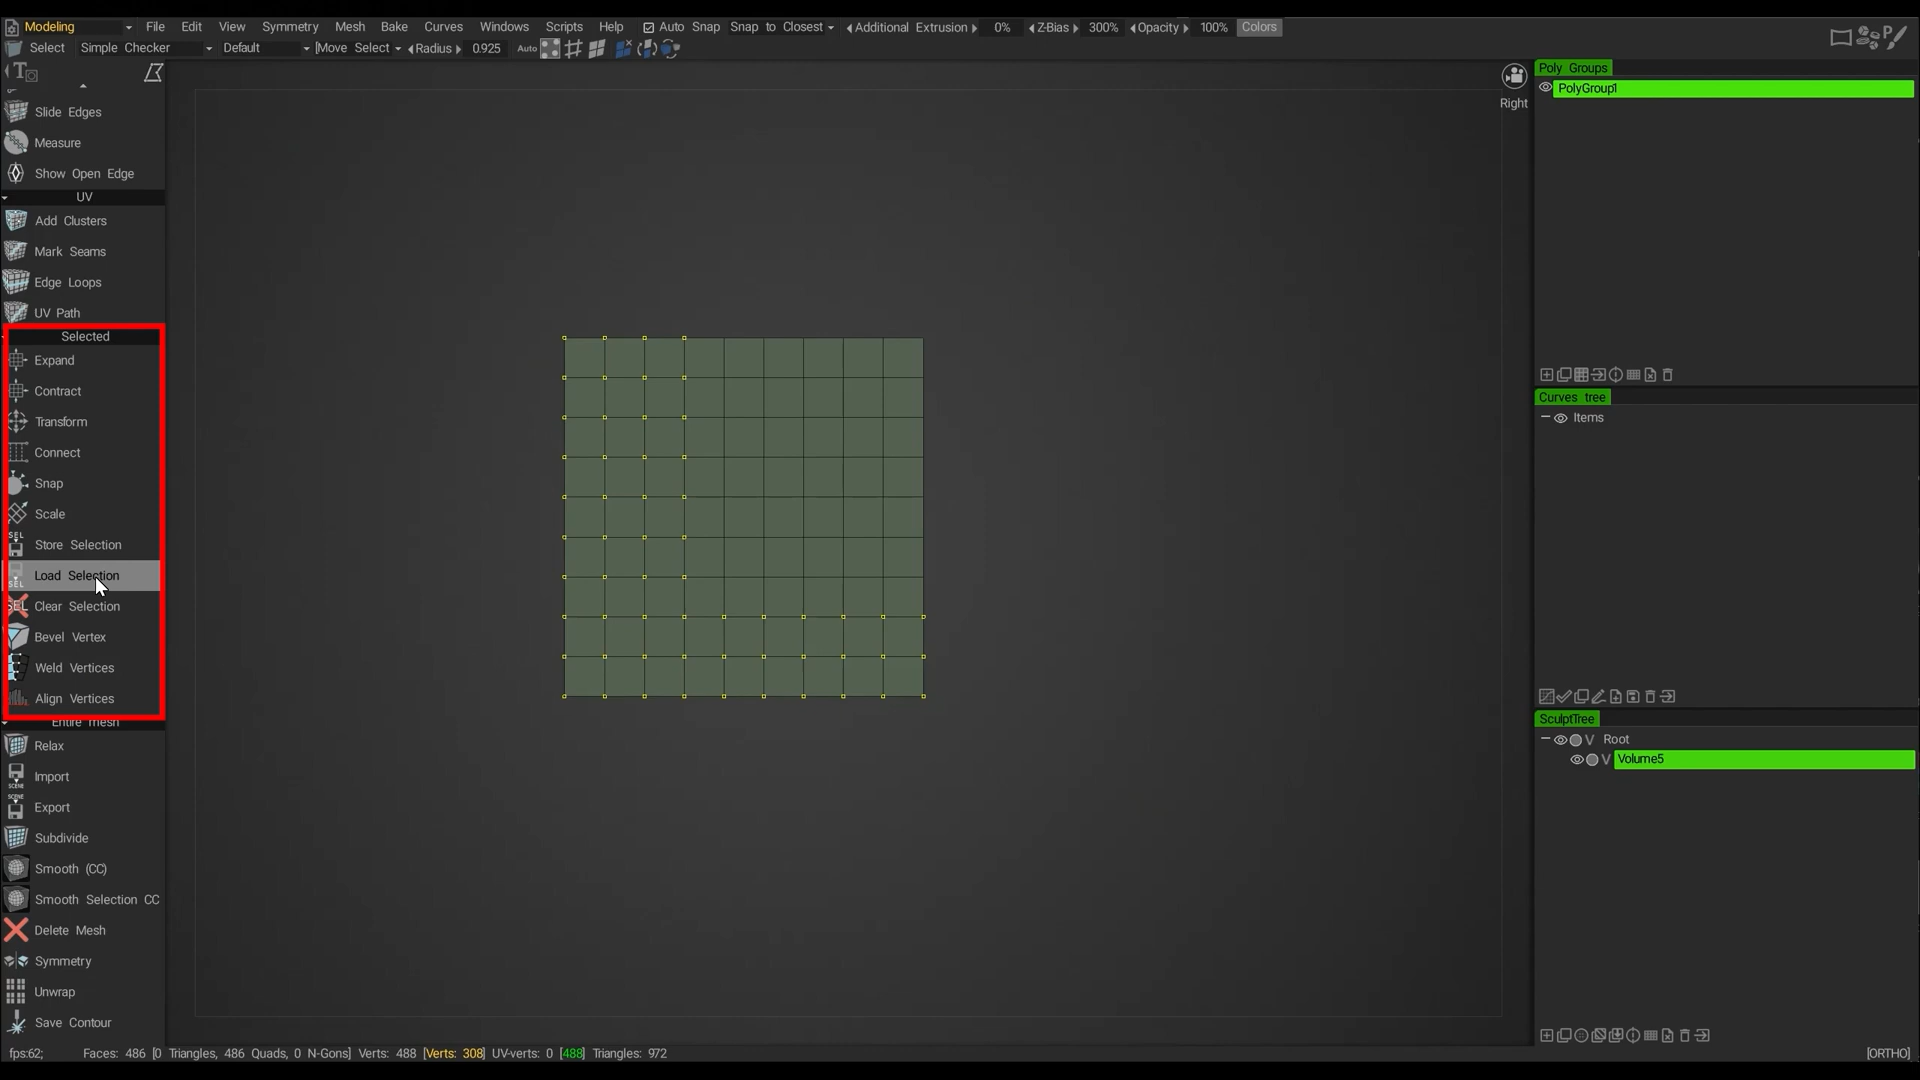 Modeling File Edit View Symmetry Mesh Bake Curves Windows Scripts Help Auto Snap Snap to Closest Additional Extrusion 0% Z-Bias 300% Opacity 100% Colors
Select Simple Checker Default [Move Select Radius 0.925 Auto
Slide Edges
Measure
Show Open Edge
UV
Add Clusters
Mark Seams
Edge Loops
UV Path
Selected
Expand
Contract
Transform
Connect
Snap
Scale
Store Selection
Load Selection
Clear Selection
Bevel Vertex
Weld Vertices
Align Vertices
Entire mesh
Relax
Import
Export
Subdivide
Smooth (CC)
Smooth Selection CC
Delete Mesh
Symmetry
Unwrap
Save Contour
Right
Poly Groups
PolyGroup1
Curves tree
Items
SculptTree
V Root
V Volume5
fps:62; Faces: 486 [0 Triangles, 486 Quads, 0 N-Gons] Verts: 488 [Verts: 308] UV-verts: 0 [488] Triangles: 972 [ORTHO]